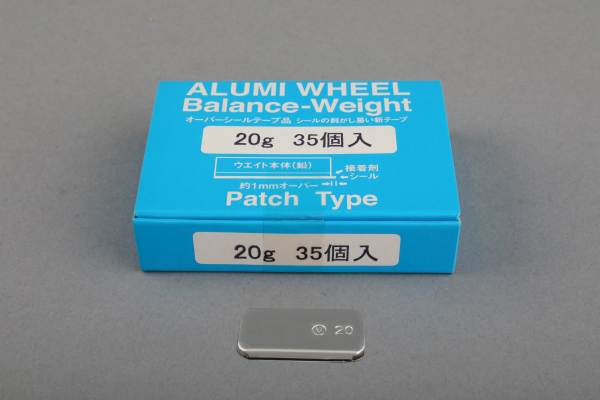 ALUMI WHEEL
Balance-Weight
オーバーシールテープ品 シールの剥がし易い新テープ
20g 35個入
ウエイト本体(鉛)
接着剤
シール
約1mmオーバー
Patch Type
20g 35個入
V 20